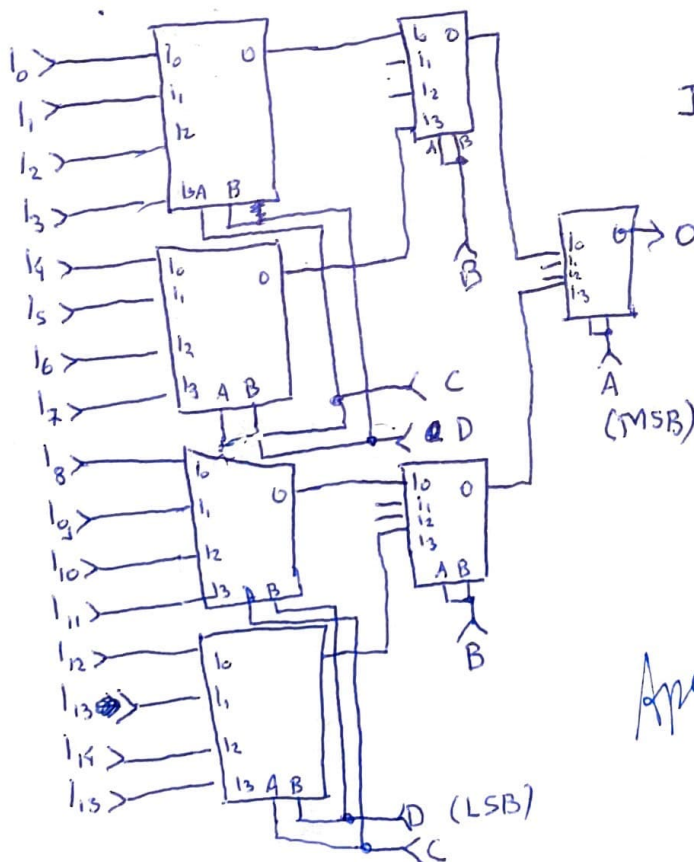 I0
I1
I2
I3
I0 O
I1
I2
I3 A B
I0 O
I1
I2
I3
A B
B
I4
I5
I6
I7
I0 O
I1
I2
I3 A B
C
D
I0 O
I1
I2
I3
A
(MSB)
O
I8
I9
I10
I11
I0 O
I1
I2
I3 A B
I0 O
I1
I2
I3
A B
B
I12
I13
I14
I15
I0
I1
I2
I3 A B
D (LSB)
C